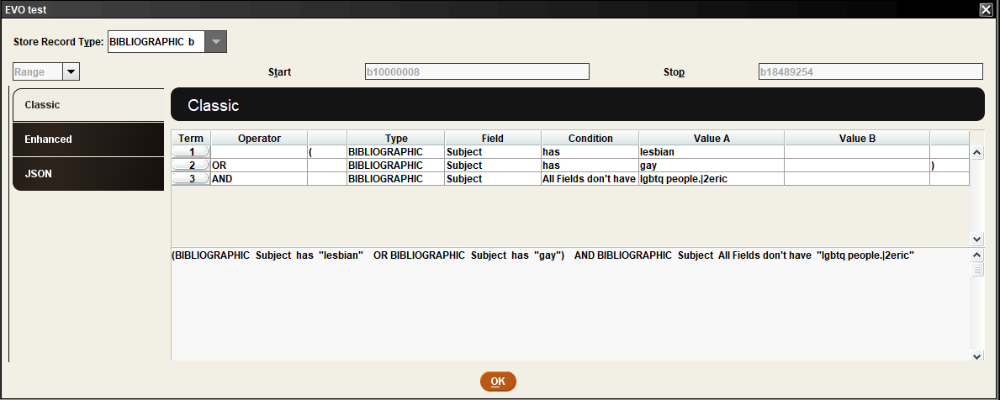 EVO test
Store Record Type: BIBLIOGRAPHIC b
Range Start b10000008 Stop b18489254
Classic
Classic
Enhanced
JSON
Term Operator Type Field Condition Value A Value B
1 ( BIBLIOGRAPHIC Subject has lesbian
2 OR BIBLIOGRAPHIC Subject has gay )
3 AND BIBLIOGRAPHIC Subject All Fields don't have lgbtq people.|2eric
(BIBLIOGRAPHIC Subject has "lesbian" OR BIBLIOGRAPHIC Subject has "gay") AND BIBLIOGRAPHIC Subject All Fields don't have "lgbtq people.|2eric"
OK